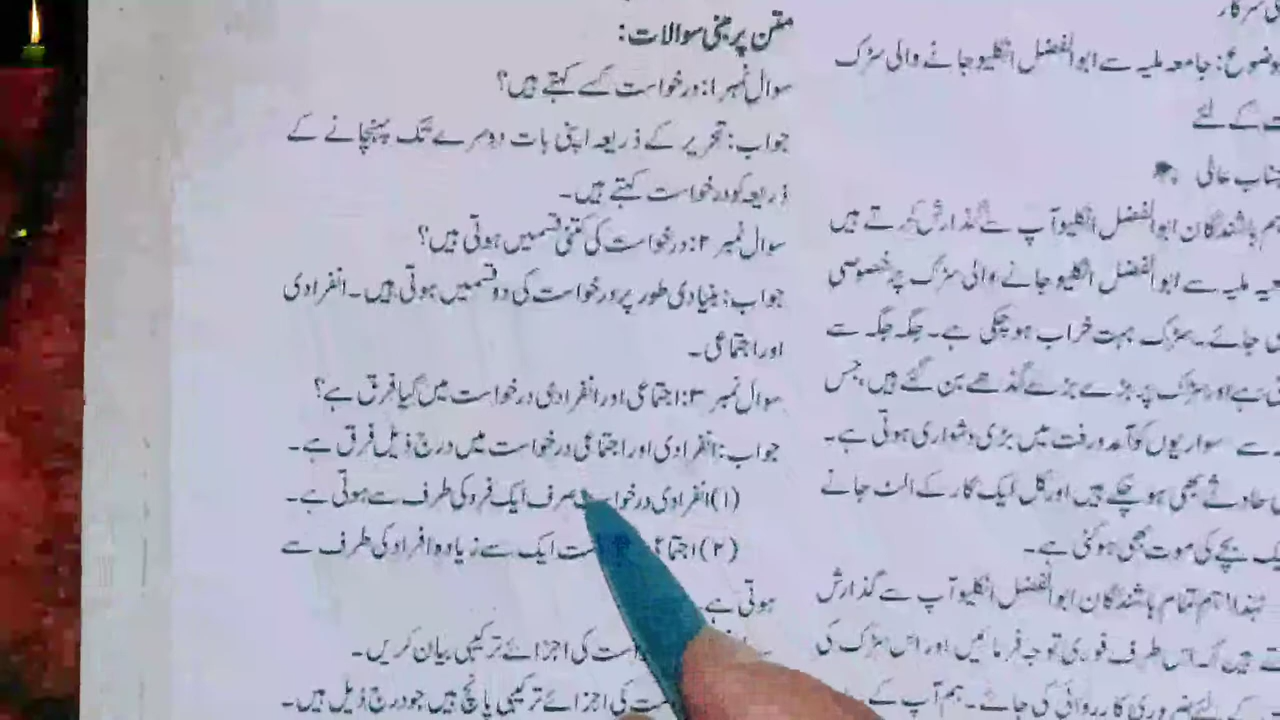 ی سرکار
وضوع: جامعہ ملیہ سے ابوالفضل انکلیو جانے والی سڑک
ت کے لئے
جناب عالی
ہم باشندگان ابوالفضل انکلیو آپ سے گذارش کرتے ہیں
ملیہ سے ابوالفضل انکلیو جانے والی سڑک پر خصوصی
ی جائے۔ سڑک بہت خراب ہو چکی ہے۔ جگہ جگہ سے
ہے اور سڑک پر بڑے بڑے گڈھے بن گئے ہیں، جس
سے سواریوں کو آمد و رفت میں بڑی دشواری ہوتی ہے۔
حادثے بھی ہو چکے ہیں اور کل ایک کار کے الٹ جانے
یک بچے کی موت بھی ہو گئی ہے۔
لہٰذا! ہم تمام باشندگان ابوالفضل انکلیو آپ سے گذارش
تے ہیں کہ اس طرف فوری توجہ فرمائیں اور اس سڑک کی
کے لئے ضروری کارروائی کی جائے۔ ہم آپ کے
متن پر مبنی سوالات:
سوال نمبر ۱: درخواست کسے کہتے ہیں؟
جواب: تحریر کے ذریعہ اپنی بات دوسرے تک پہنچانے کے
ذریعہ کو درخواست کہتے ہیں۔
سوال نمبر ۲: درخواست کی کتنی قسمیں ہوتی ہیں؟
جواب: بنیادی طور پر درخواست کی دو قسمیں ہوتی ہیں۔ انفرادی
اور اجتماعی۔
سوال نمبر ۳: اجتماعی اور انفرادی درخواست میں کیا فرق ہے؟
جواب: انفرادی اور اجتماعی درخواست میں درج ذیل فرق ہے۔
(۱) انفرادی درخواست صرف ایک فرد کی طرف سے ہوتی ہے۔
(۲) ایک سے زیادہ افراد کی طرف سے
ہوتی ہے
کی اجزائے ترکیبی بیان کریں۔
کی اجزائے ترکیبی پانچ ہیں جو درج ذیل ہیں۔